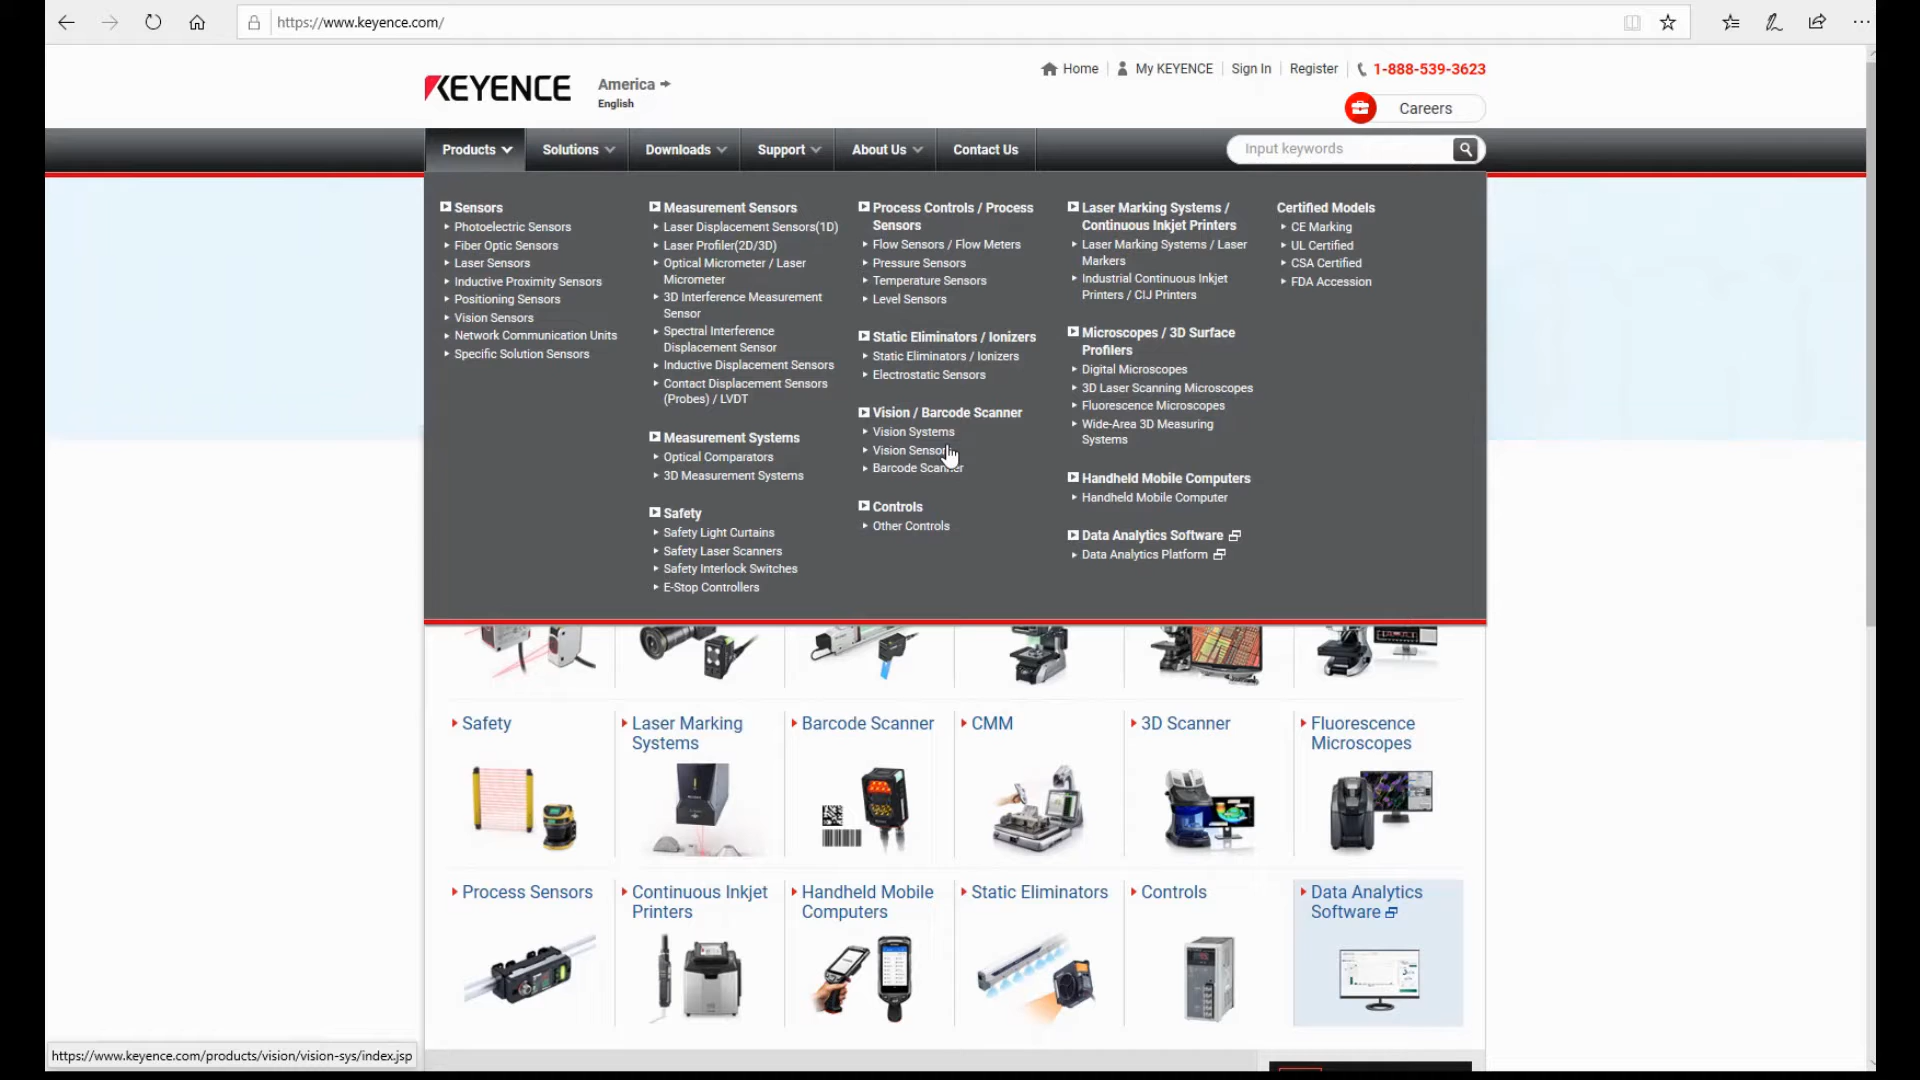 https://www.keyence.com/
KEYENCE
America
English
Home
My KEYENCE
Sign In
Register
1-888-539-3623
Careers
Products
Solutions
Downloads
Support
About Us
Contact Us
Input keywords
Sensors
Photoelectric Sensors
Fiber Optic Sensors
Laser Sensors
Inductive Proximity Sensors
Positioning Sensors
Vision Sensors
Network Communication Units
Specific Solution Sensors
Measurement Sensors
Laser Displacement Sensors(1D)
Laser Profiler(2D/3D)
Optical Micrometer / Laser
Micrometer
3D Interference Measurement
Sensor
Spectral Interference
Displacement Sensor
Inductive Displacement Sensors
Contact Displacement Sensors
(Probes) / LVDT
Measurement Systems
Optical Comparators
3D Measurement Systems
Safety
Safety Light Curtains
Safety Laser Scanners
Safety Interlock Switches
E-Stop Controllers
Process Controls / Process
Sensors
Flow Sensors / Flow Meters
Pressure Sensors
Temperature Sensors
Level Sensors
Static Eliminators / Ionizers
Static Eliminators / Ionizers
Electrostatic Sensors
Vision / Barcode Scanner
Vision Systems
Vision Sensors
Barcode Scanner
Controls
Other Controls
Laser Marking Systems /
Continuous Inkjet Printers
Laser Marking Systems / Laser
Markers
Industrial Continuous Inkjet
Printers / CIJ Printers
Microscopes / 3D Surface
Profilers
Digital Microscopes
3D Laser Scanning Microscopes
Fluorescence Microscopes
Wide-Area 3D Measuring
Systems
Handheld Mobile Computers
Handheld Mobile Computer
Data Analytics Software
Data Analytics Platform
Certified Models
CE Marking
UL Certified
CSA Certified
FDA Accession
Safety
Laser Marking
Systems
Barcode Scanner
CMM
3D Scanner
Fluorescence
Microscopes
Process Sensors
Continuous Inkjet
Printers
Handheld Mobile
Computers
Static Eliminators
Controls
Data Analytics
Software
https://www.keyence.com/products/vision/vision-sys/index.jsp